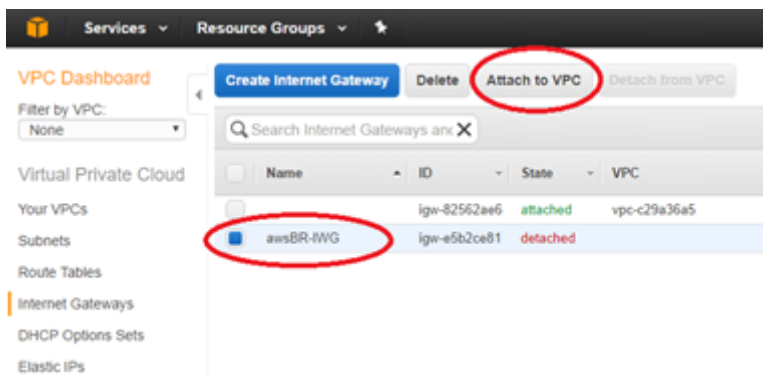 Services Resource Groups
VPC Dashboard
Filter by VPC:
None
Virtual Private Cloud
Your VPCs
Subnets
Route Tables
Internet Gateways
DHCP Options Sets
Elastic IPs
Create Internet Gateway Delete Attach to VPC Detach from VPC
Search Internet Gateways and X
Name ID State VPC
igw-82562ae6 attached vpc-c29a36a5
awsBR-IWG igw-e5b2ce81 detached